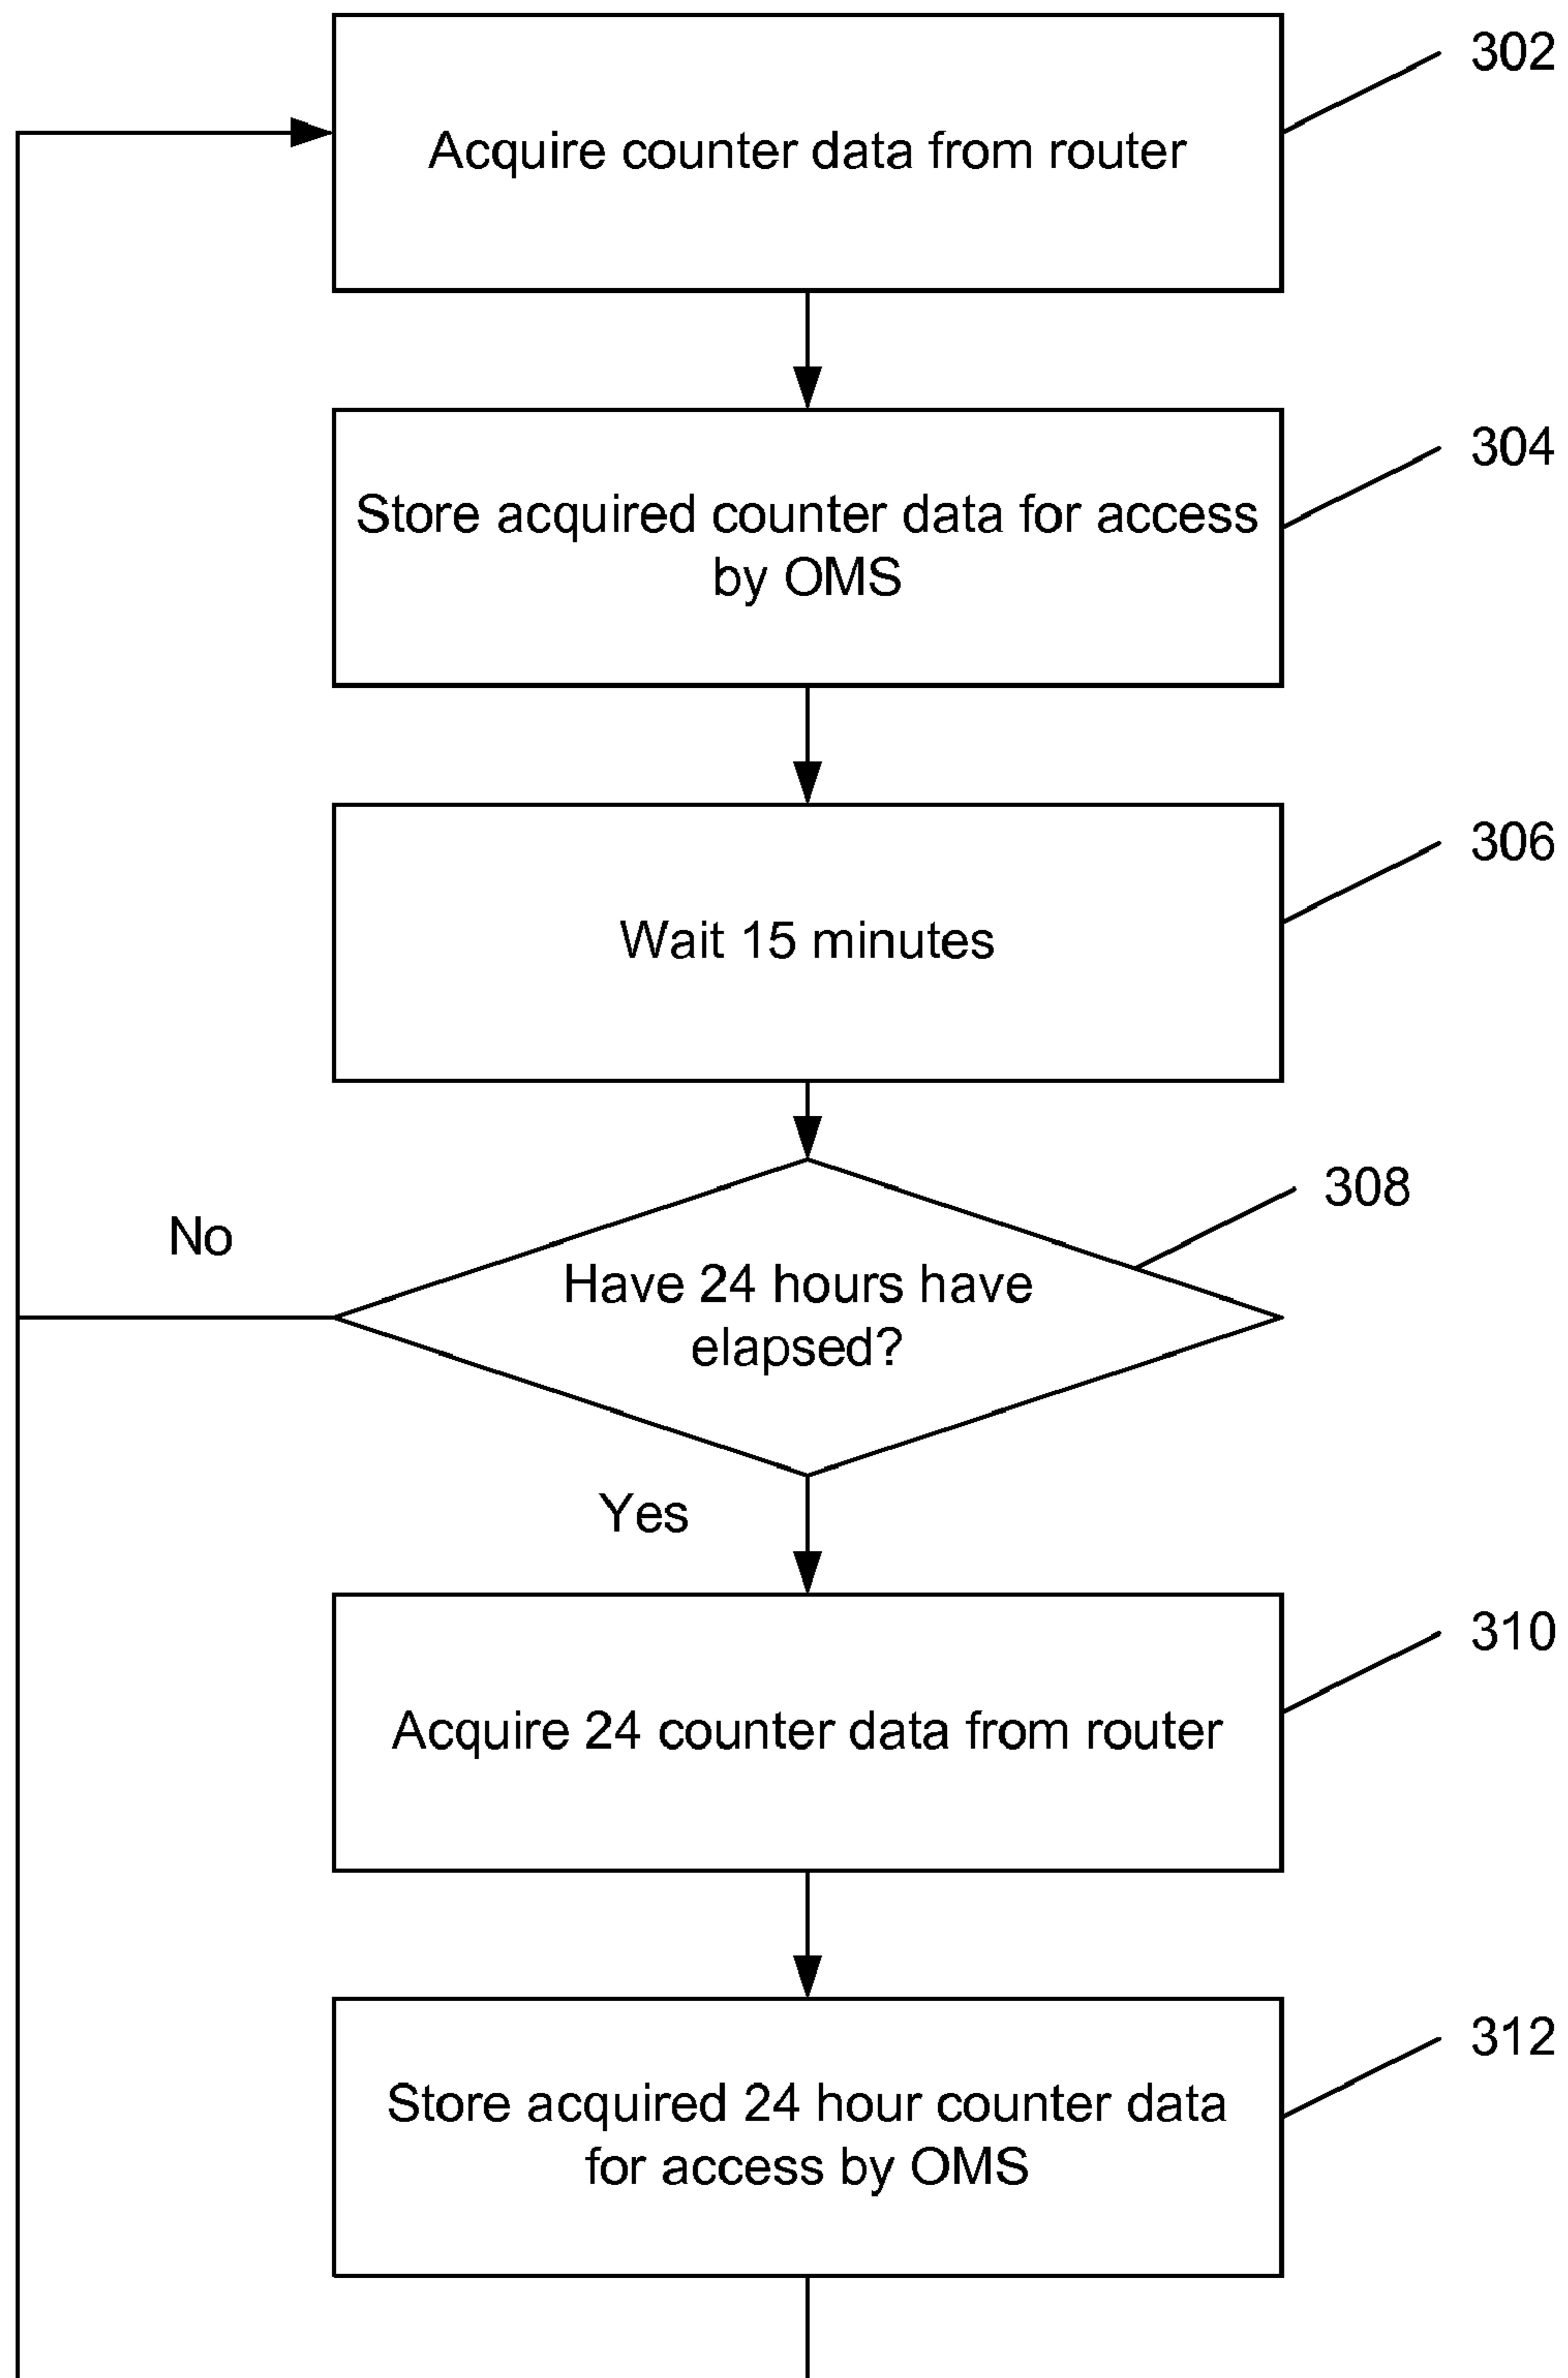 302
Acquire counter data from router
304
Store acquired counter data for access
by OMS
306
Wait 15 minutes
308
No
Have 24 hours have
elapsed?
Yes
310
Acquire 24 counter data from router
312
Store acquired 24 hour counter data
for access by OMS